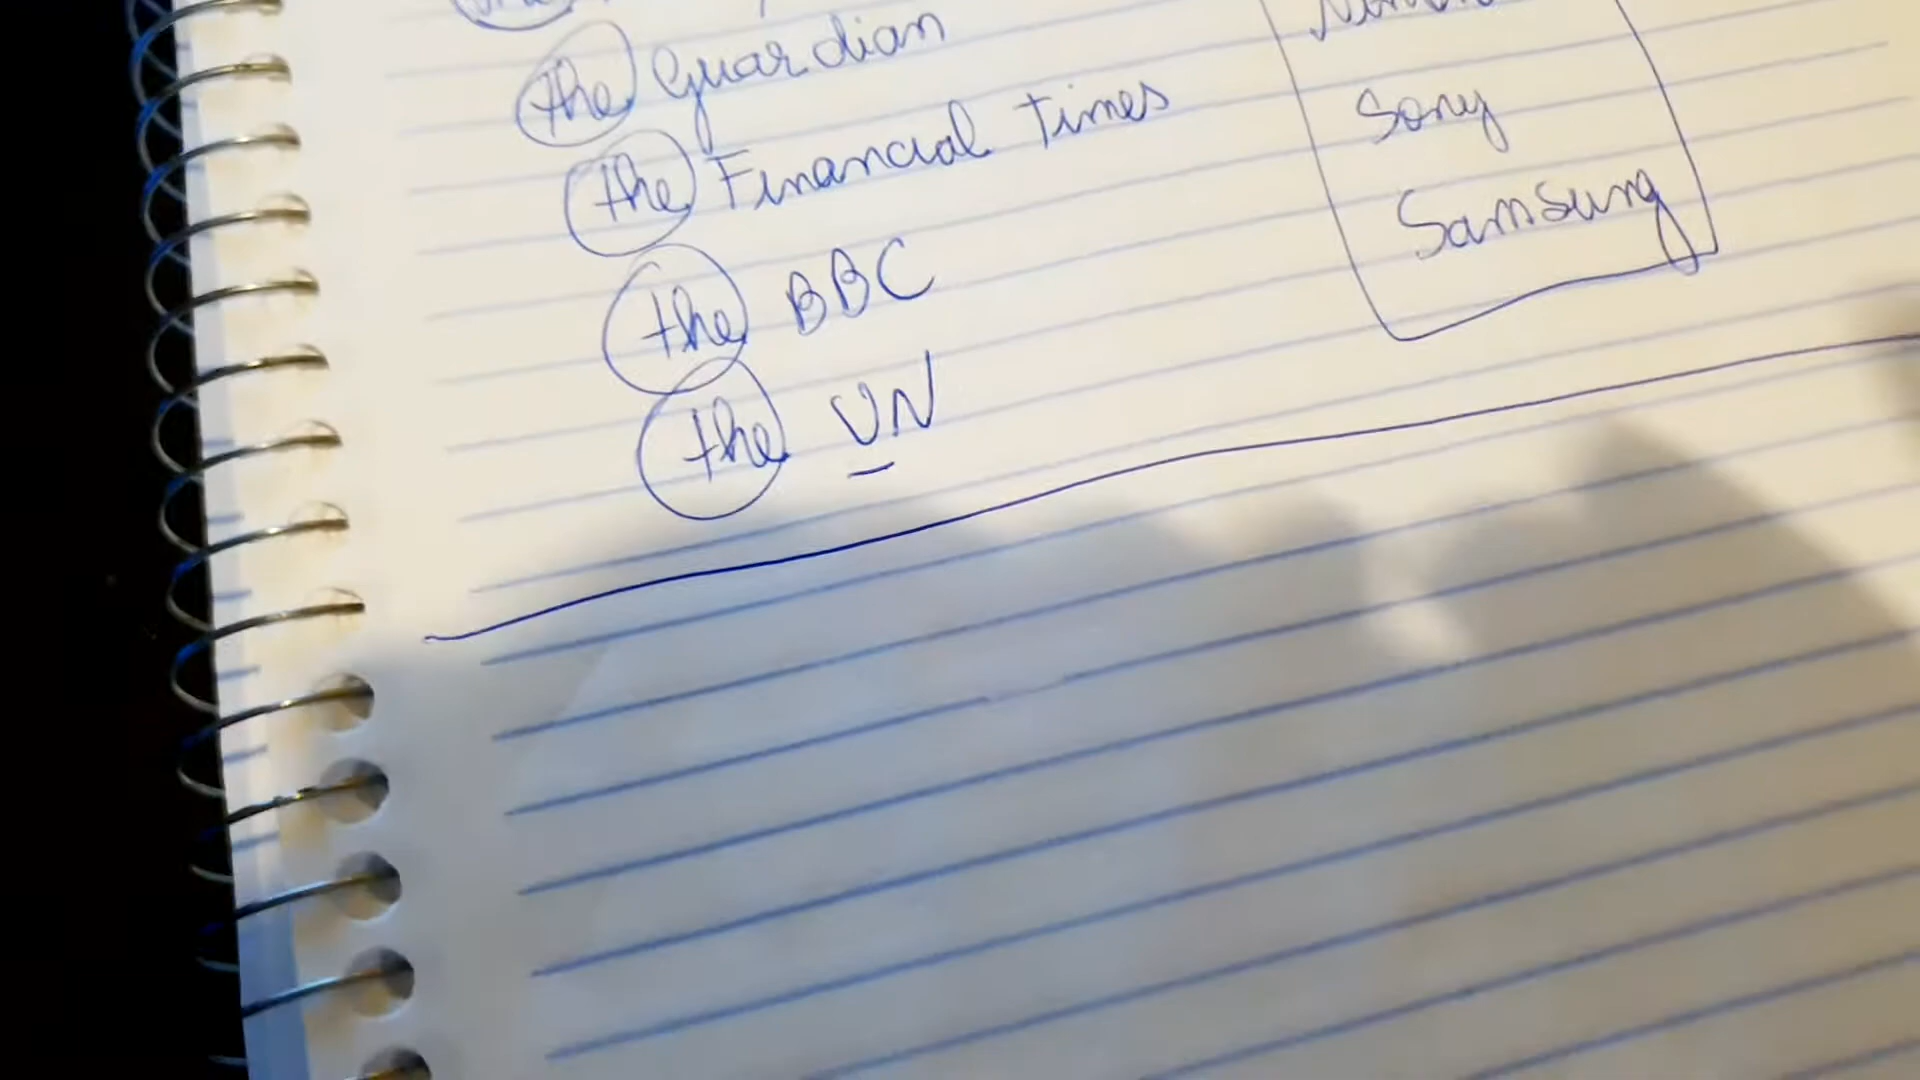 the Guardian
the Financial Times
the BBC
the UN
Sony
Samsung